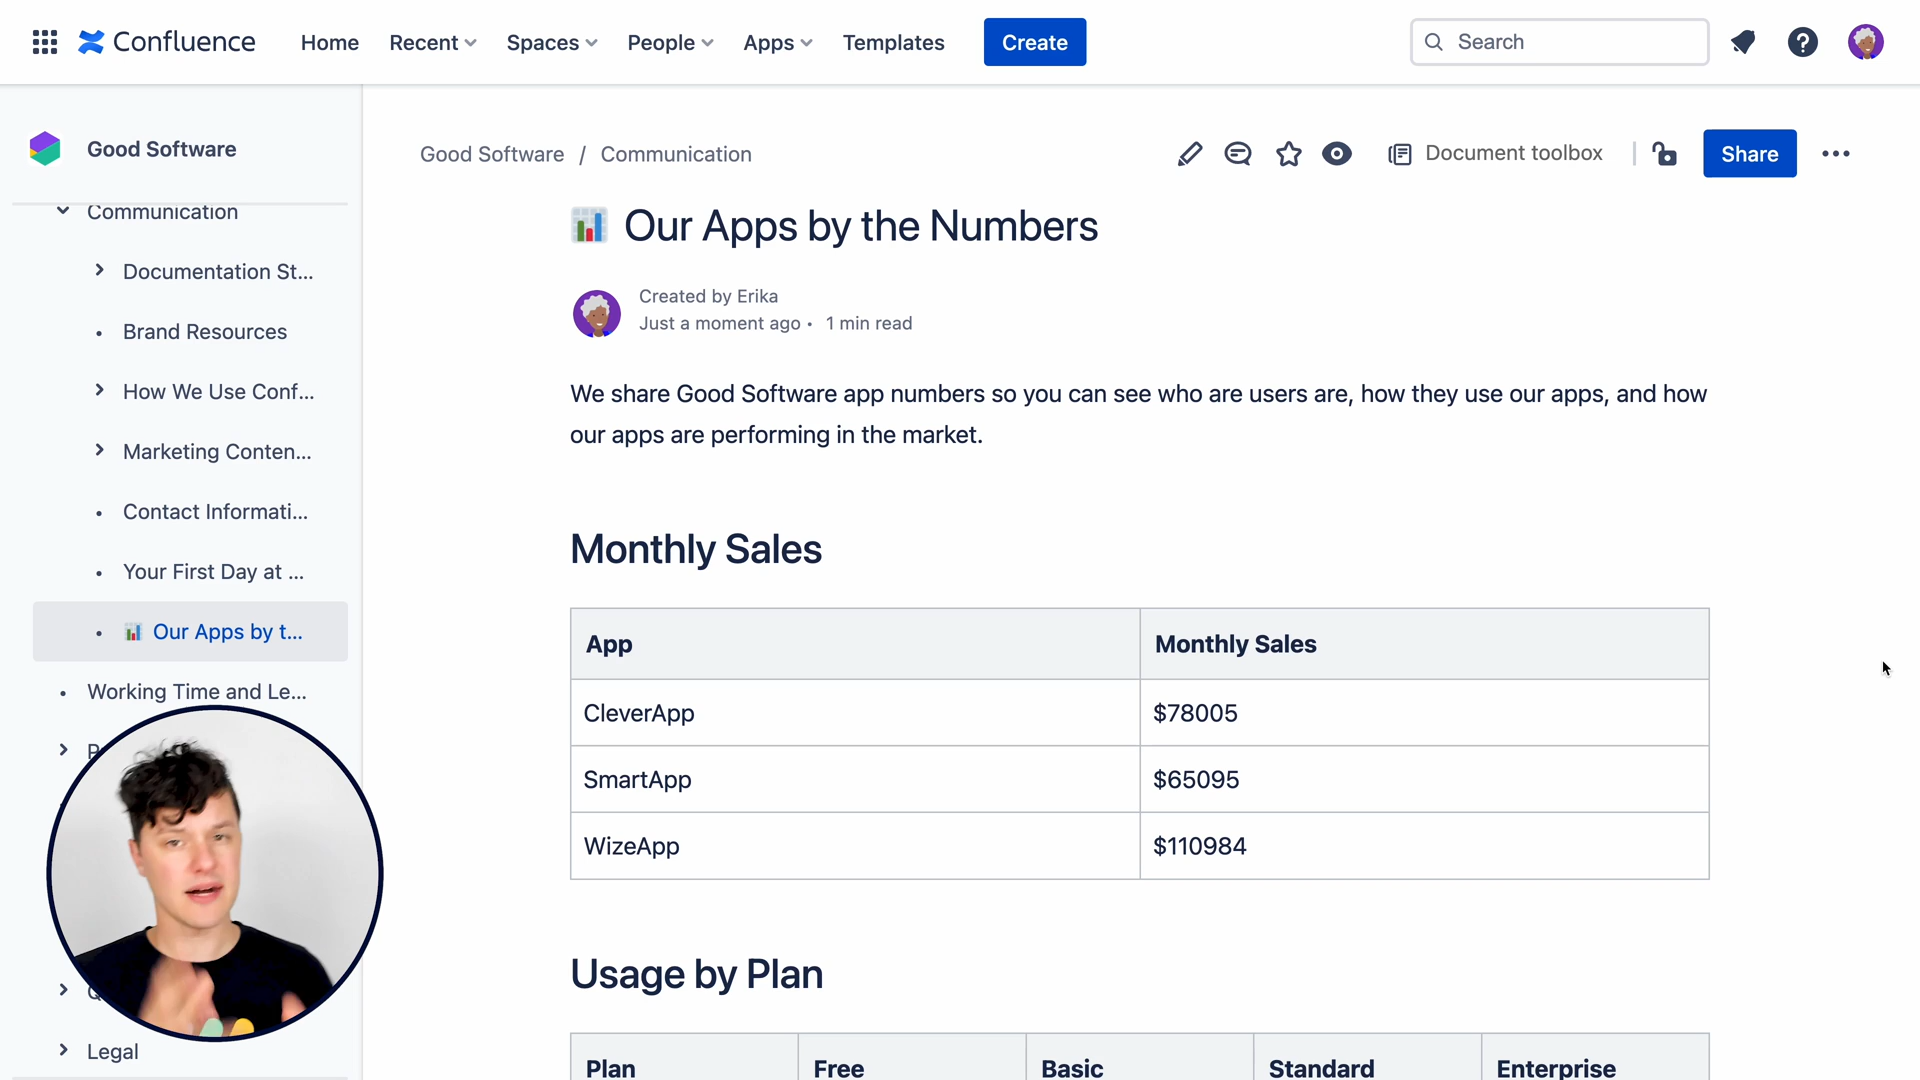 Confluence Home Recent Spaces People Apps Templates Create Search
Good Software
Communication
Documentation St...
Brand Resources
How We Use Conf...
Marketing Conten...
Contact Informati...
Your First Day at ...
Our Apps by t...
Working Time and Le...
Legal
Good Software / Communication
Document toolbox
Share
Our Apps by the Numbers
Created by Erika
Just a moment ago • 1 min read
We share Good Software app numbers so you can see who are users are, how they use our apps, and how
our apps are performing in the market.
Monthly Sales
App Monthly Sales
CleverApp $78005
SmartApp $65095
WizeApp $110984
Usage by Plan
Plan Free Basic Standard Enterprise